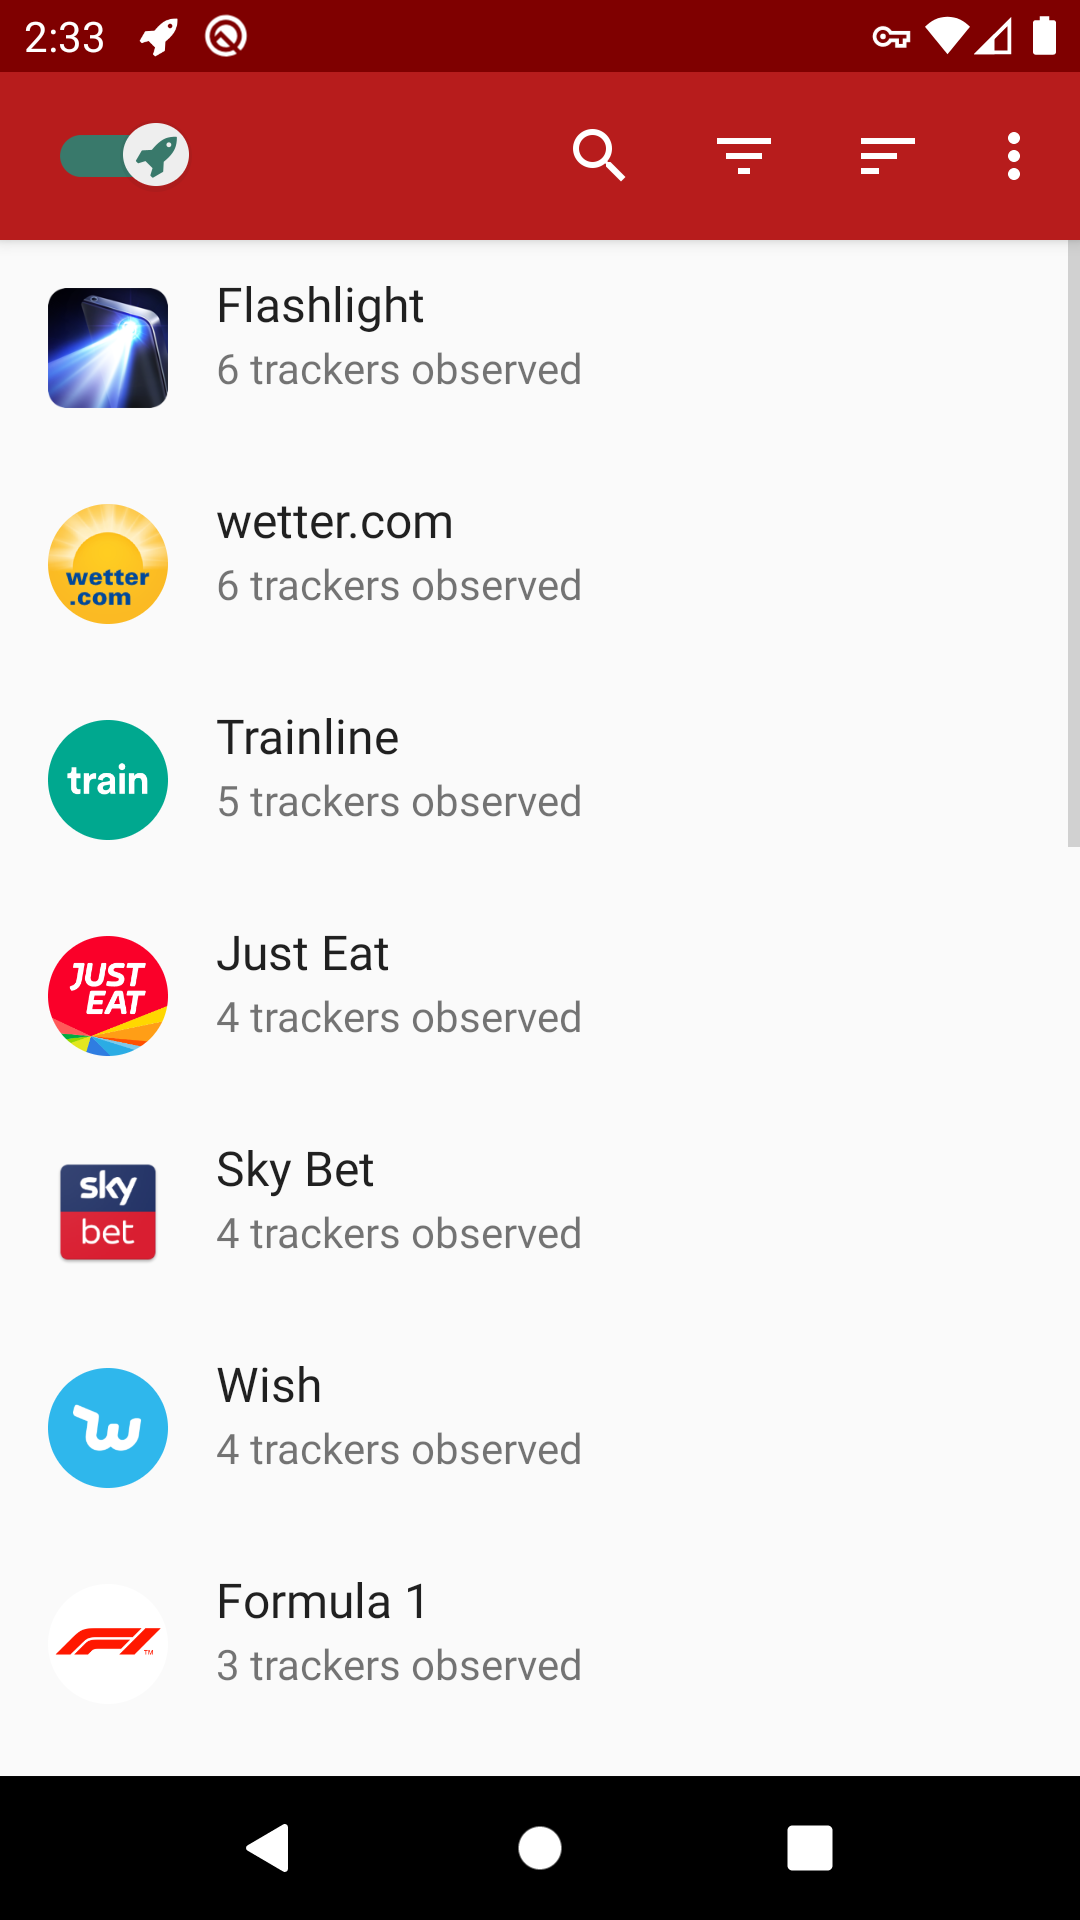 2:33
Flashlight
6 trackers observed
wetter
.com
wetter.com
6 trackers observed
train
Trainline
5 trackers observed
JUST
EAT
Just Eat
4 trackers observed
sky
bet
Sky Bet
4 trackers observed
Wish
4 trackers observed
F1 TM
Formula 1
3 trackers observed